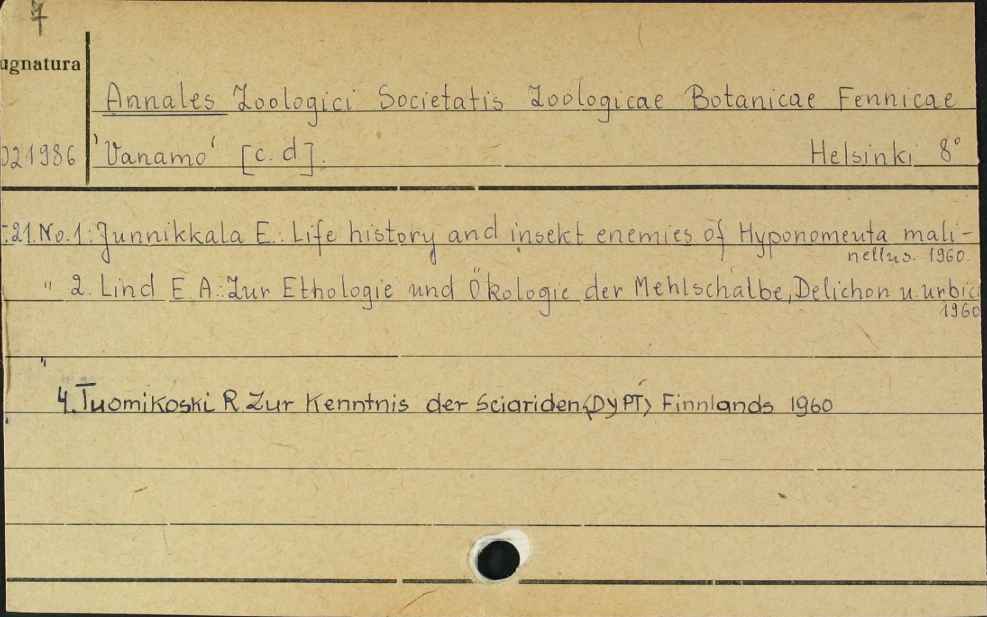 7
ugnatura
Annales Zoologici Societatis Zoologicae Botanicae Fennicae
021986 'Vanamo' [c. d]. Helsinki 8°
T.21. No. 1: Junnikkala E.: Life history and insekt enemies of Hyponomeuta mali-
nellus. 1960.
" 2. Lind E A.: Zur Ethologie und Ökologie der Mehlschalbe, Delichon u. urbici
1960
"
4. Tuomikoski R Zur Kenntnis der Sciariden (DYPT) Finnlands 1960